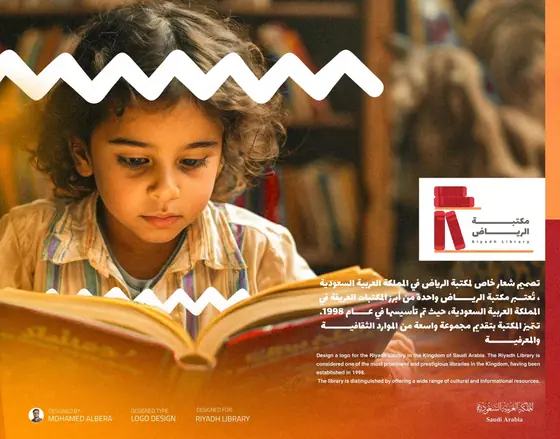 مكتبة
الرياض
Riyadh Library
تصميم شعار خاص لمكتبة الرياض في المملكة العربية السعودية
، تُعتبر مكتبة الرياض واحدة من أبرز المكتبات العريقة في
المملكة العربية السعودية، حيث تم تأسيسها في عام 1998.
تتميز المكتبة بتقديم مجموعة واسعة من الموارد الثقافية
والمعرفية
Design a logo for the Riyadh Library in the Kingdom of Saudi Arabia. The Riyadh Library is
considered one of the most prominent and prestigious libraries in the Kingdom, having been
established in 1998.
The library is distinguished by offering a wide range of cultural and informational resources.
DESIGNED BY:
MOHAMED ALBERA
DESIGNED TYPE
LOGO DESIGN
DESIGNED FOR:
RIYADH LIBRARY
المملكة العربية السعودية
Saudi Arabia